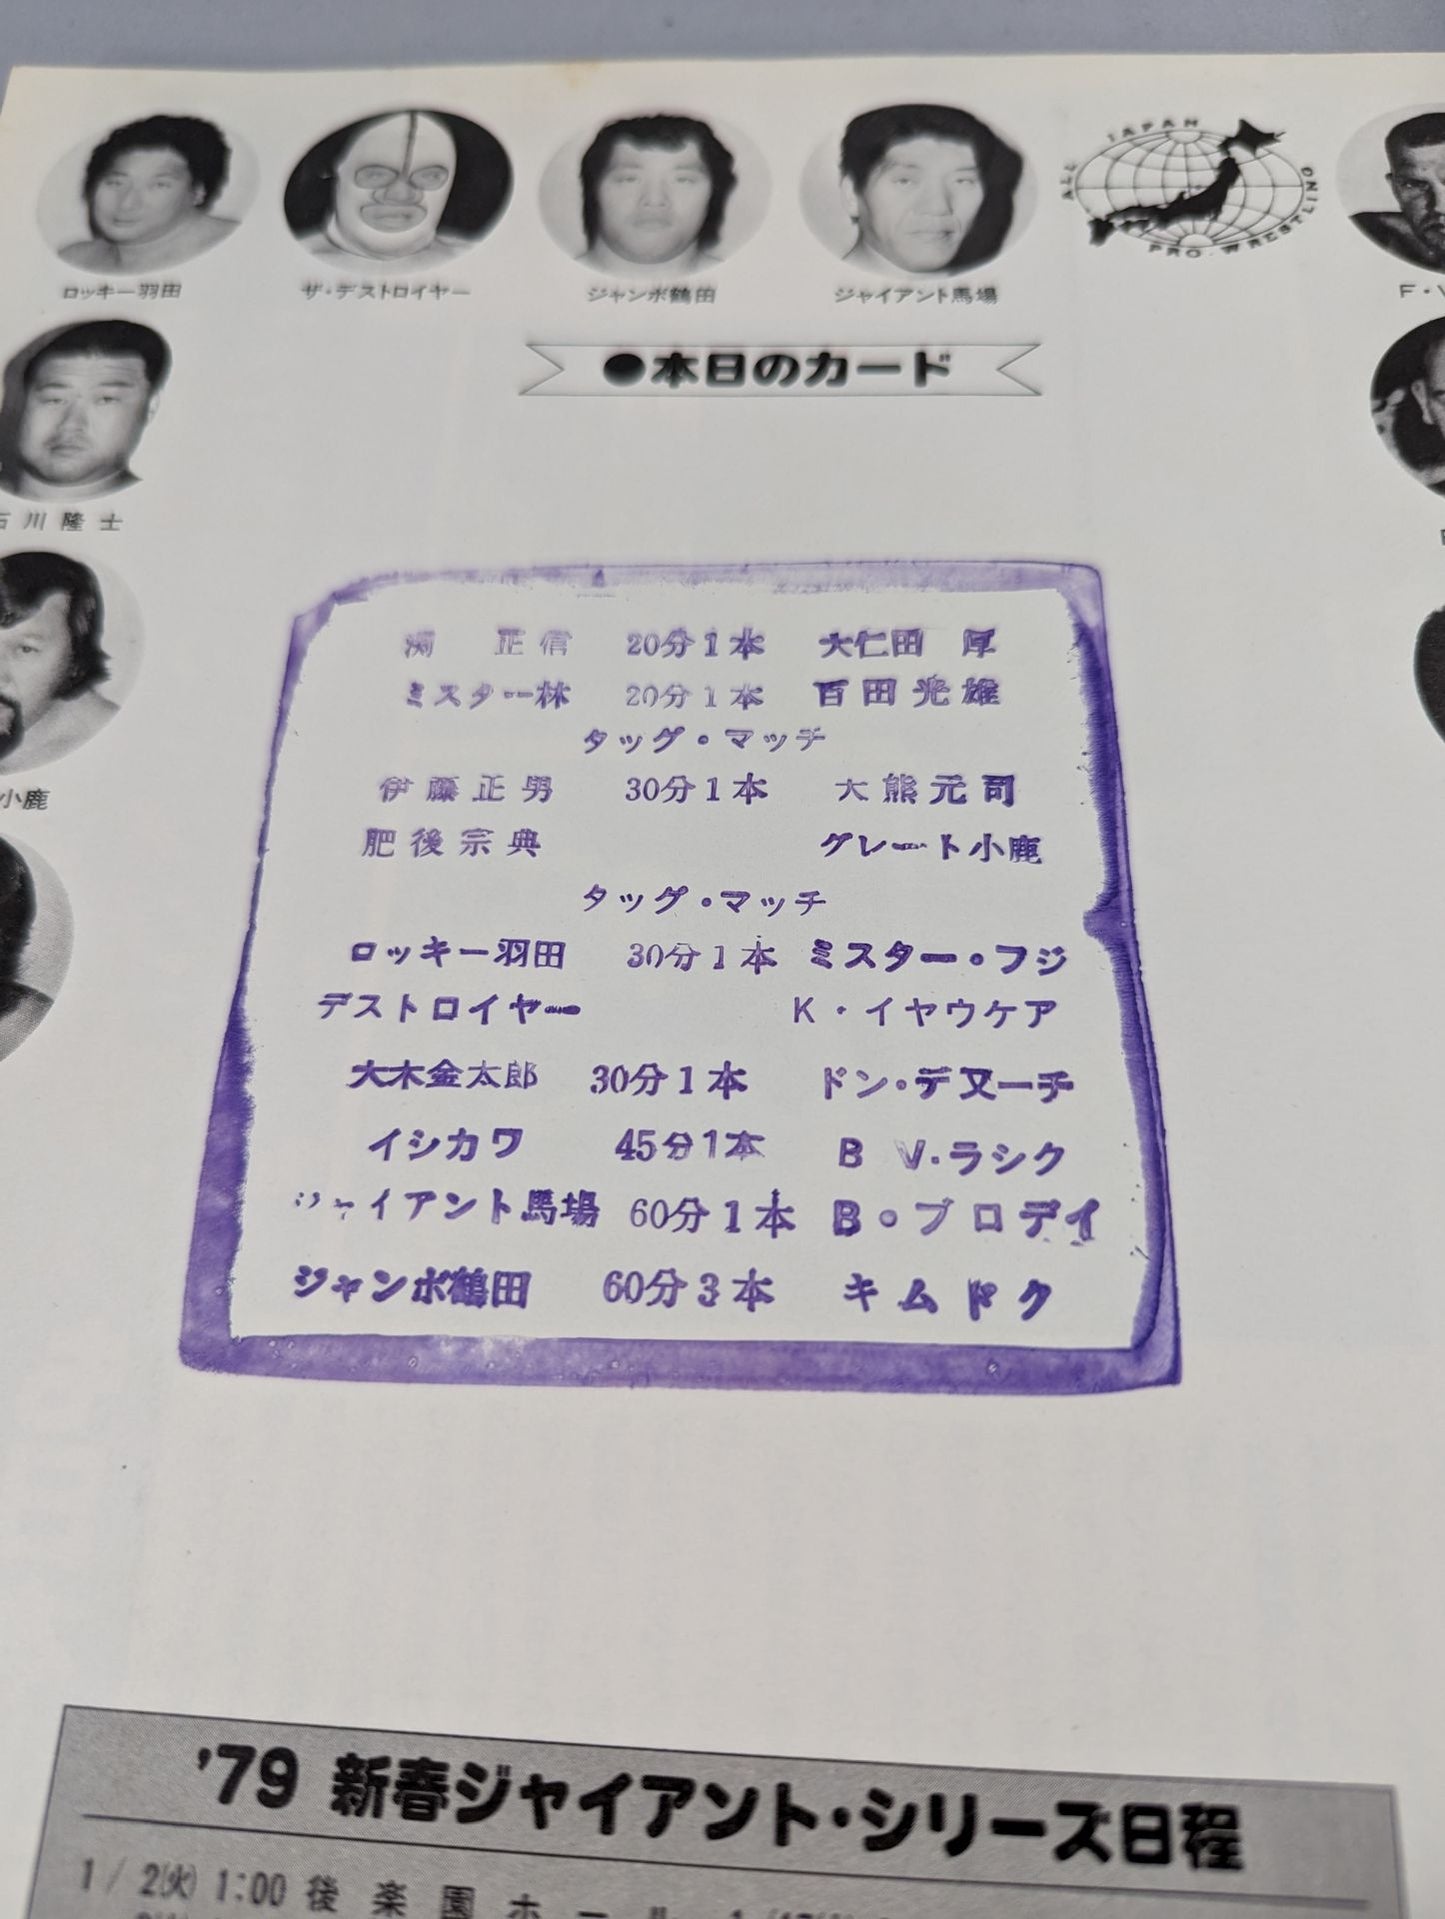 ロッキー羽田
ザ・デストロイヤー
ジャンボ鶴田
ジャイアント馬場
ALL JAPAN PRO. WRESTLING
F・V
●本日のカード
石川隆士
小鹿
渕 正信 20分1本 大仁田 厚
ミスター林 20分1本 百田光雄
タッグ・マッチ
伊藤正男 30分1本 大熊元司
肥後宗典 グレート小鹿
タッグ・マッチ
ロッキー羽田 30分1本 ミスター・フジ
デストロイヤー K・イヤウケア
大木金太郎 30分1本 ドン・デヌーチ
イシカワ 45分1本 B V・ラシク
ジャイアント馬場 60分1本 B・ブロディ
ジャンボ鶴田 60分3本 キムドク
'79 新春ジャイアント・シリーズ日程
1/2(火) 1:00 後楽園ホール